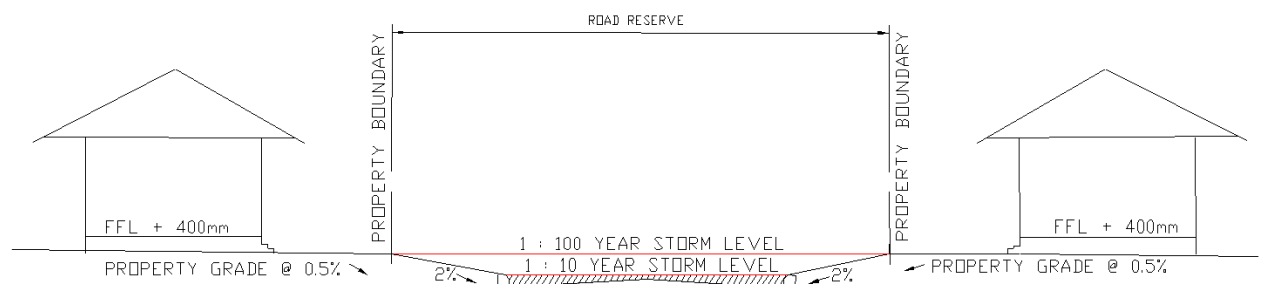 ROAD RESERVE
PROPERTY BOUNDARY
PROPERTY BOUNDARY
FFL + 400mm
FFL + 400mm
1 : 100 YEAR STORM LEVEL
PROPERTY GRADE @ 0.5%
2%
1 : 10 YEAR STORM LEVEL
2%
PROPERTY GRADE @ 0.5%